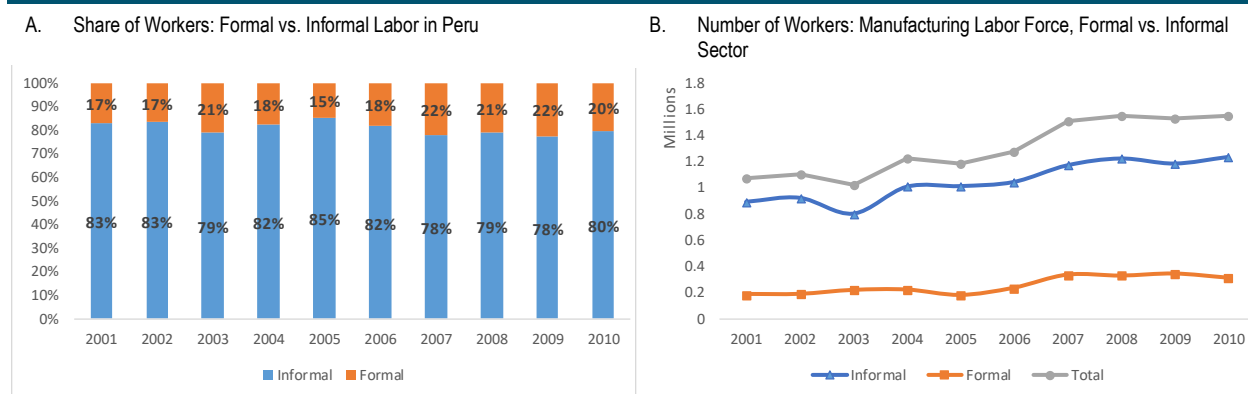 A. Share of Workers: Formal vs. Informal Labor in Peru
100%
90%
80%
70%
60%
50%
40%
30%
20%
10%
0%
17% 17% 21% 18% 15% 18% 22% 21% 22% 20%
83% 83% 79% 82% 85% 82% 78% 79% 78% 80%
2001 2002 2003 2004 2005 2006 2007 2008 2009 2010
Informal Formal
B. Number of Workers: Manufacturing Labor Force, Formal vs. Informal
Sector
Millions
1.8
1.6
1.4
1.2
1
0.8
0.6
0.4
0.2
0
2001 2002 2003 2004 2005 2006 2007 2008 2009 2010
Informal Formal Total